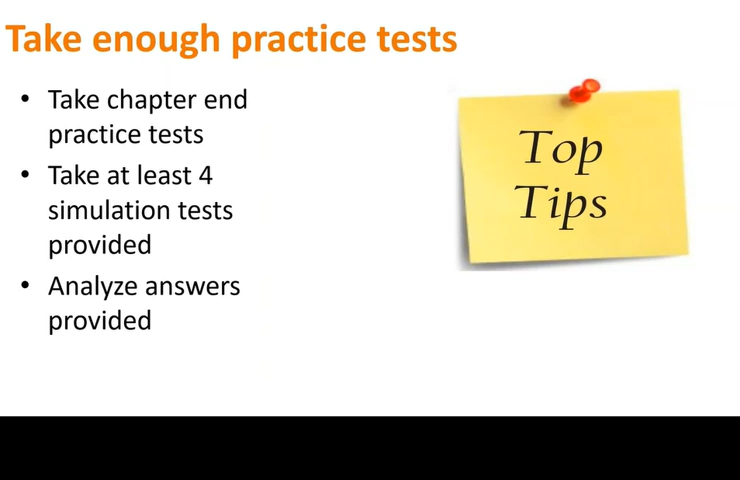 Take enough practice tests
• Take chapter end
practice tests
• Take at least 4
simulation tests
provided
• Analyze answers
provided
Top
Tips